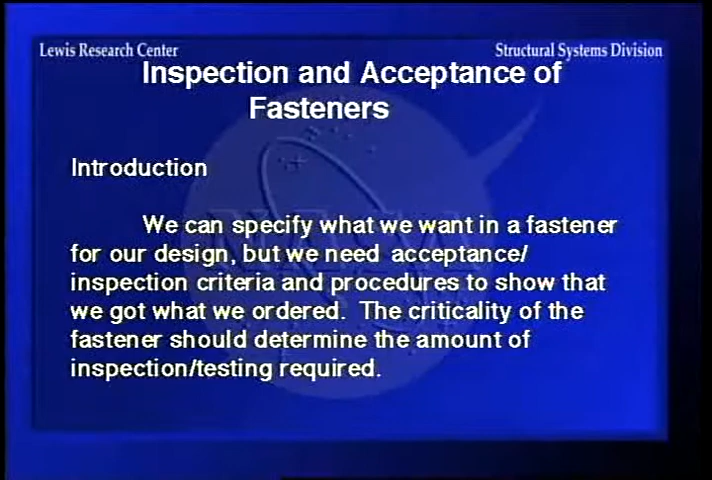 Lewis Research Center
Structural Systems Division
Inspection and Acceptance of
Fasteners
Introduction
We can specify what we want in a fastener
for our design, but we need acceptance/
inspection criteria and procedures to show that
we got what we ordered. The criticality of the
fastener should determine the amount of
inspection/testing required.